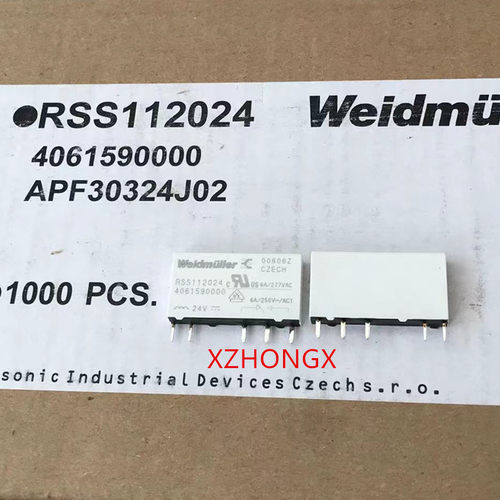 ●RSS112024 Weidmü
4061590000
APF30324J02
1000 PCS.
Weidmüller 00606Z
CZECH
RSS112024 c US 6A/277VAC
4061590000
6A/250V~/AC1
24V
XZHONGX
sonic Industrial Devices Czech s.r.o.